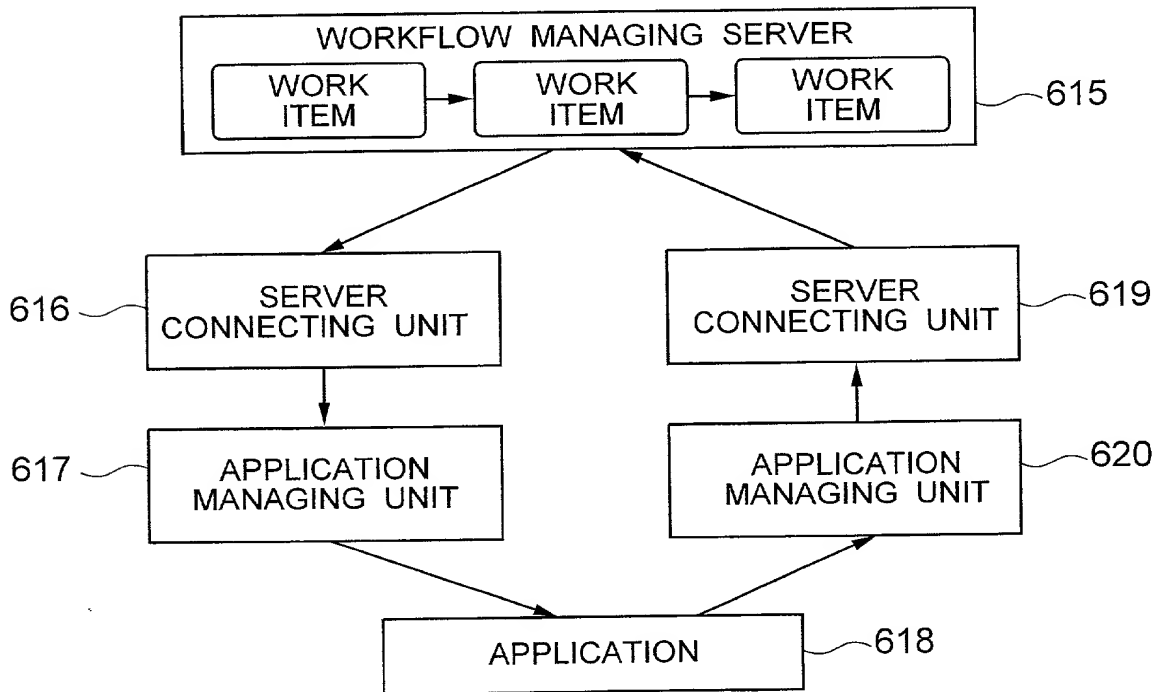 WORKFLOW MANAGING SERVER
WORK
ITEM
WORK
ITEM
WORK
ITEM
615
616
SERVER
CONNECTING UNIT
SERVER
CONNECTING UNIT
619
617
APPLICATION
MANAGING UNIT
APPLICATION
MANAGING UNIT
620
APPLICATION
618